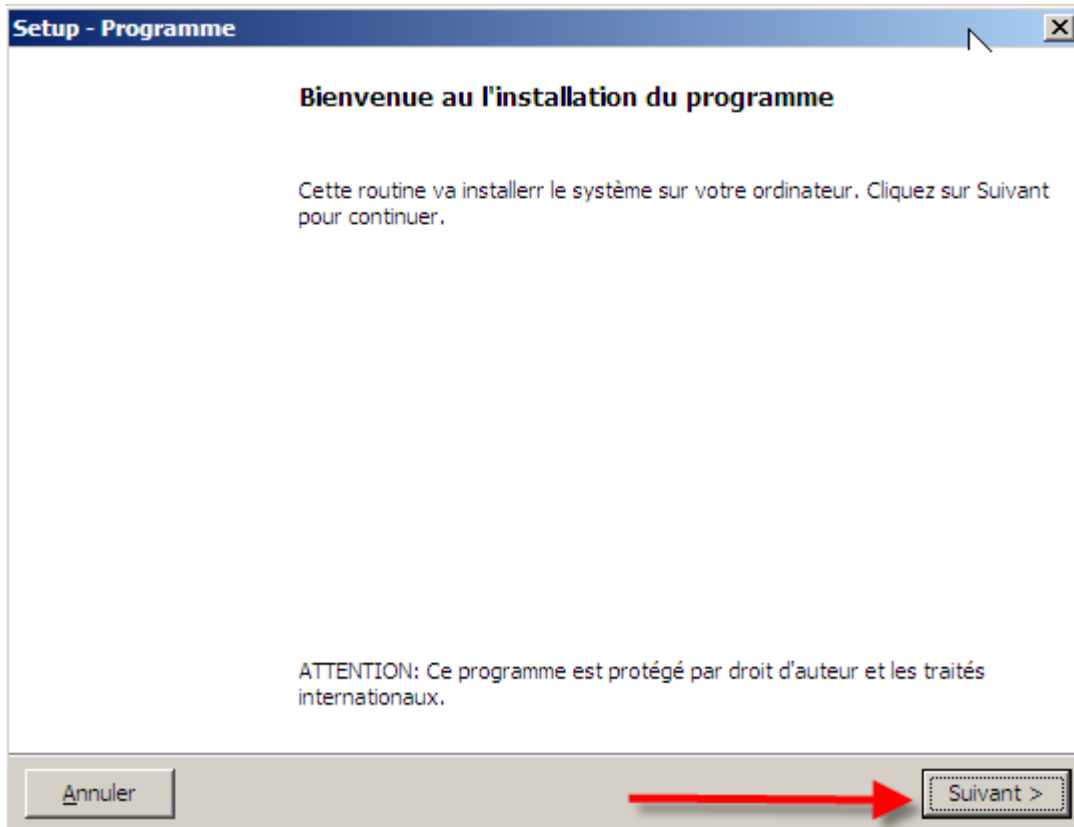 Setup - Programme
Bienvenue au l'installation du programme
Cette routine va installerr le système sur votre ordinateur. Cliquez sur Suivant
pour continuer.
ATTENTION: Ce programme est protégé par droit d'auteur et les traités
internationaux.
Annuler
Suivant >